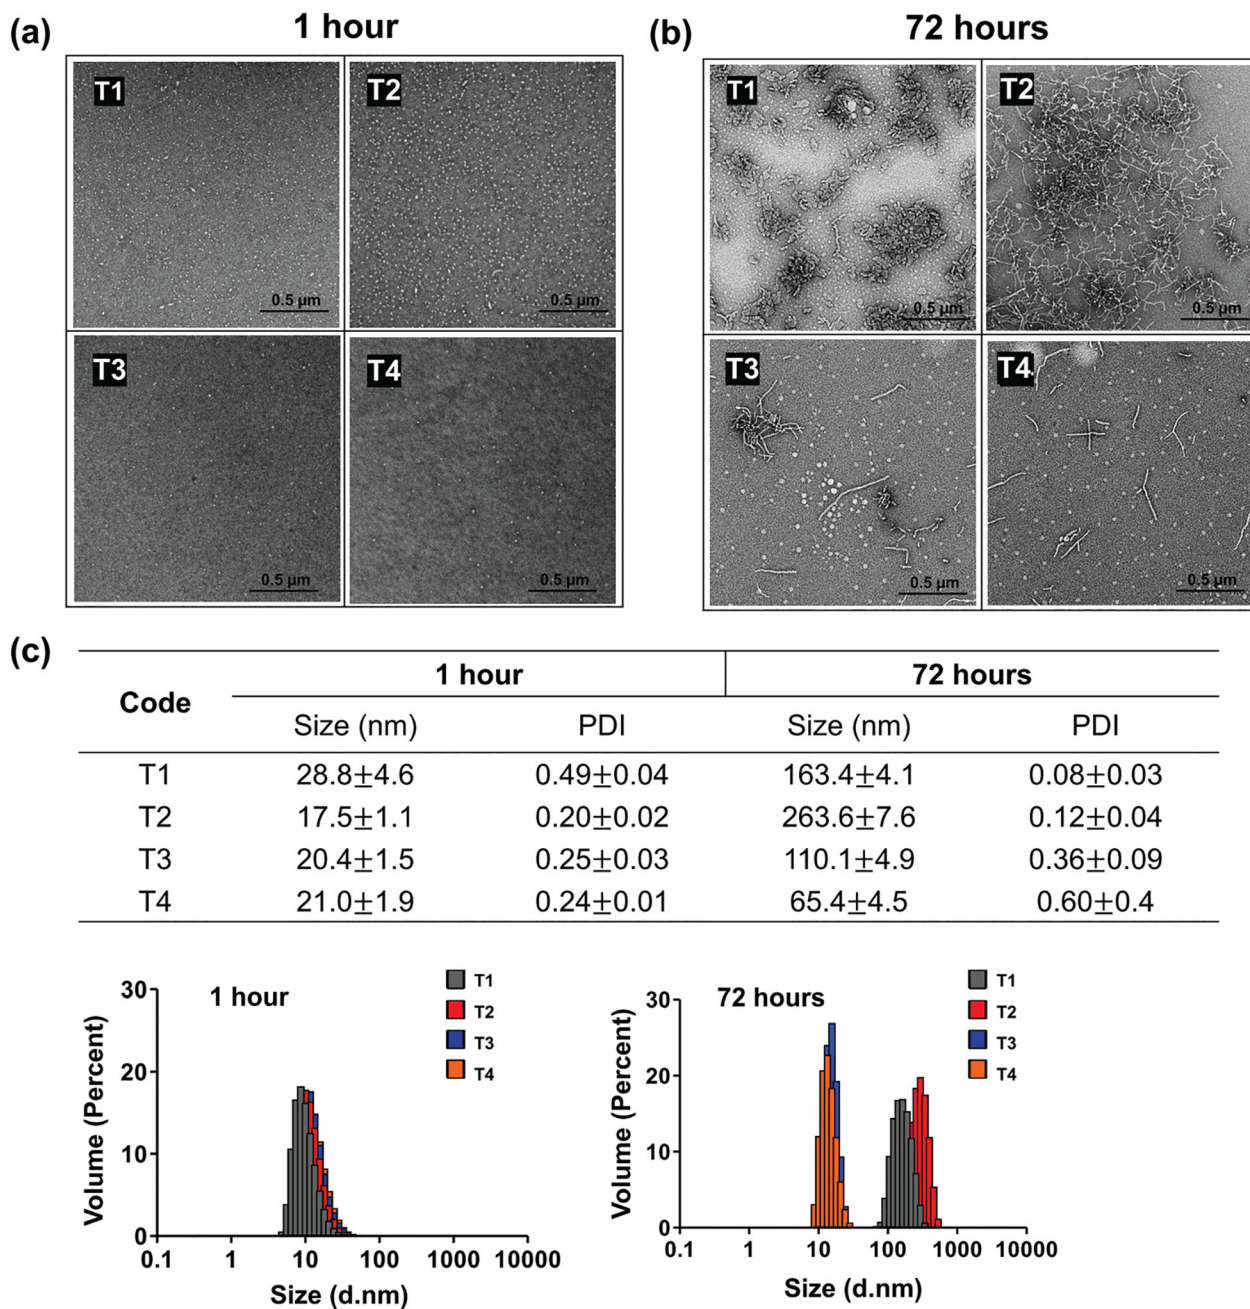 (a) 1 hour
T1 T2
0.5 µm 0.5 µm
T3 T4
0.5 µm 0.5 µm
(b) 72 hours
T1 T2
0.5 µm 0.5 µm
T3 T4
0.5 µm 0.5 µm
(c)
Code 1 hour 72 hours
Size (nm) PDI Size (nm) PDI
T1 28.8±4.6 0.49±0.04 163.4±4.1 0.08±0.03
T2 17.5±1.1 0.20±0.02 263.6±7.6 0.12±0.04
T3 20.4±1.5 0.25±0.03 110.1±4.9 0.36±0.09
T4 21.0±1.9 0.24±0.01 65.4±4.5 0.60±0.4
1 hour
Volume (Percent)
30
20
10
0
0.1 1 10 100 1000 10000
Size (d.nm)
T1
T2
T3
T4
72 hours
Volume (Percent)
30
20
10
0
0.1 1 10 100 1000 10000
Size (d.nm)
T1
T2
T3
T4